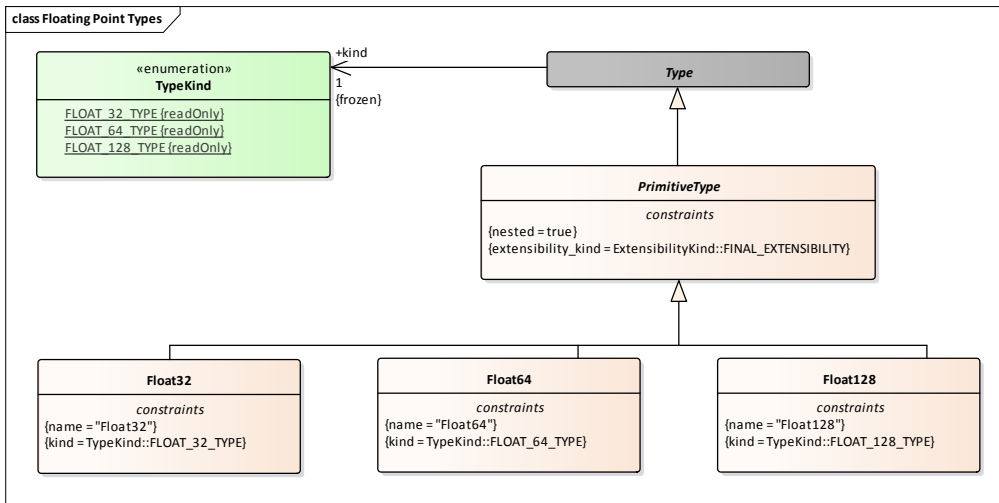 class Floating Point Types
«enumeration»
TypeKind
FLOAT_32_TYPE {readOnly}
FLOAT_64_TYPE {readOnly}
FLOAT_128_TYPE {readOnly}
+kind
1
{frozen}
Type
PrimitiveType
constraints
{nested = true}
{extensibility_kind = ExtensibilityKind::FINAL_EXTENSIBILITY}
Float32
constraints
{name = "Float32"}
{kind = TypeKind::FLOAT_32_TYPE}
Float64
constraints
{name = "Float64"}
{kind = TypeKind::FLOAT_64_TYPE}
Float128
constraints
{name = "Float128"}
{kind = TypeKind::FLOAT_128_TYPE}